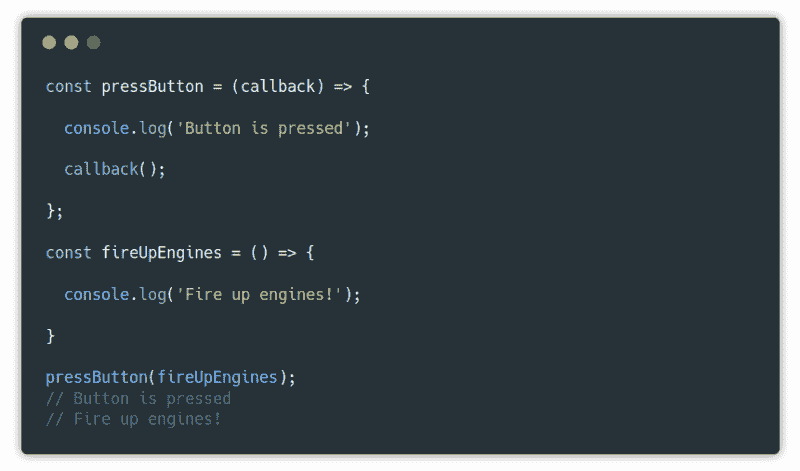 const pressButton = (callback) => {
console.log('Button is pressed');
callback();
};
const fireUpEngines = () => {
console.log('Fire up engines!');
}
pressButton(fireUpEngines);
// Button is pressed
// Fire up engines!